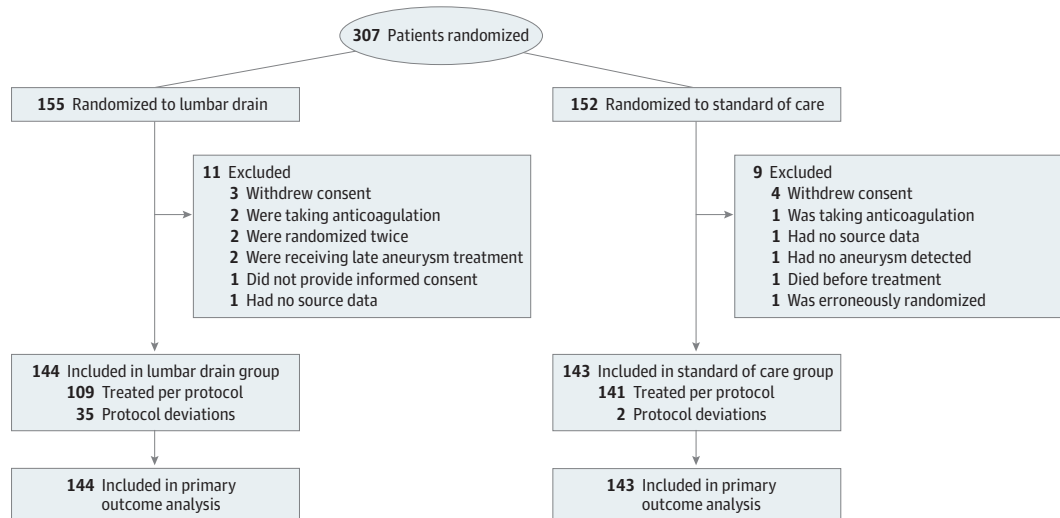 307 Patients randomized
155 Randomized to lumbar drain
152 Randomized to standard of care
11 Excluded
3 Withdrew consent
2 Were taking anticoagulation
2 Were randomized twice
2 Were receiving late aneurysm treatment
1 Did not provide informed consent
1 Had no source data
9 Excluded
4 Withdrew consent
1 Was taking anticoagulation
1 Had no source data
1 Had no aneurysm detected
1 Died before treatment
1 Was erroneously randomized
144 Included in lumbar drain group
109 Treated per protocol
35 Protocol deviations
143 Included in standard of care group
141 Treated per protocol
2 Protocol deviations
144 Included in primary
outcome analysis
143 Included in primary
outcome analysis